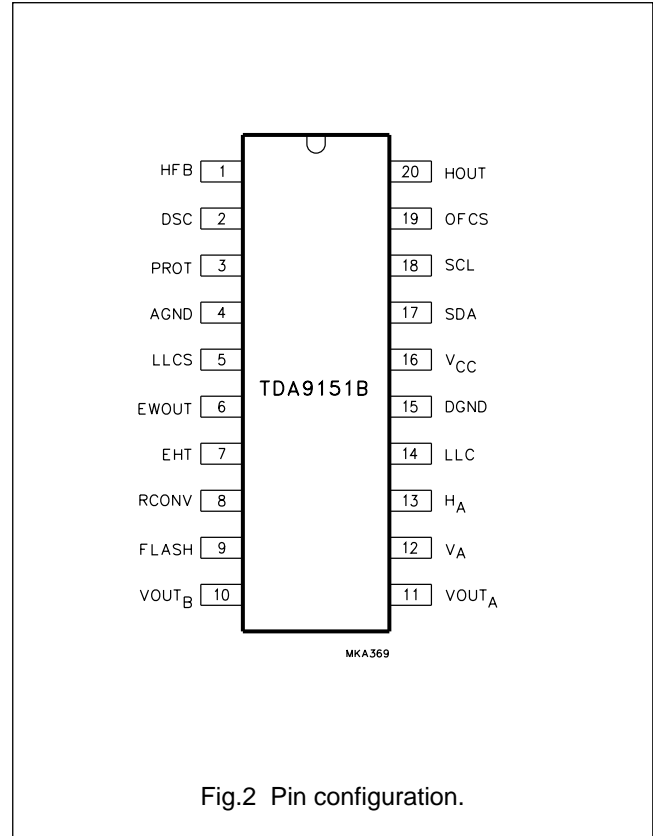 HFB 1 20 HOUT
DSC 2 19 OFCS
PROT 3 18 SCL
AGND 4 17 SDA
LLCS 5 16 VCC
TDA9151B
EWOUT 6 15 DGND
EHT 7 14 LLC
RCONV 8 13 HA
FLASH 9 12 VA
VOUTB 10 11 VOUTA
MKA369
Fig.2 Pin configuration.